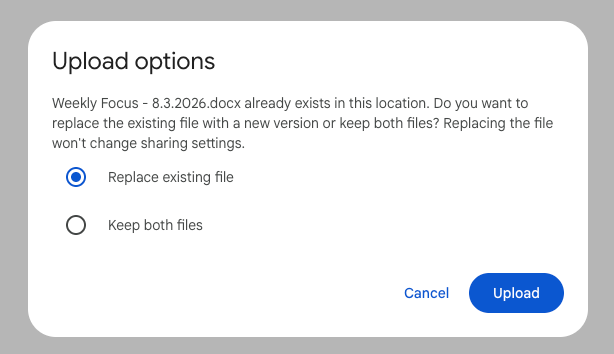 Upload options
Weekly Focus - 8.3.2026.docx already exists in this location. Do you want to
replace the existing file with a new version or keep both files? Replacing the file
won't change sharing settings.
Replace existing file
Keep both files
Cancel
Upload